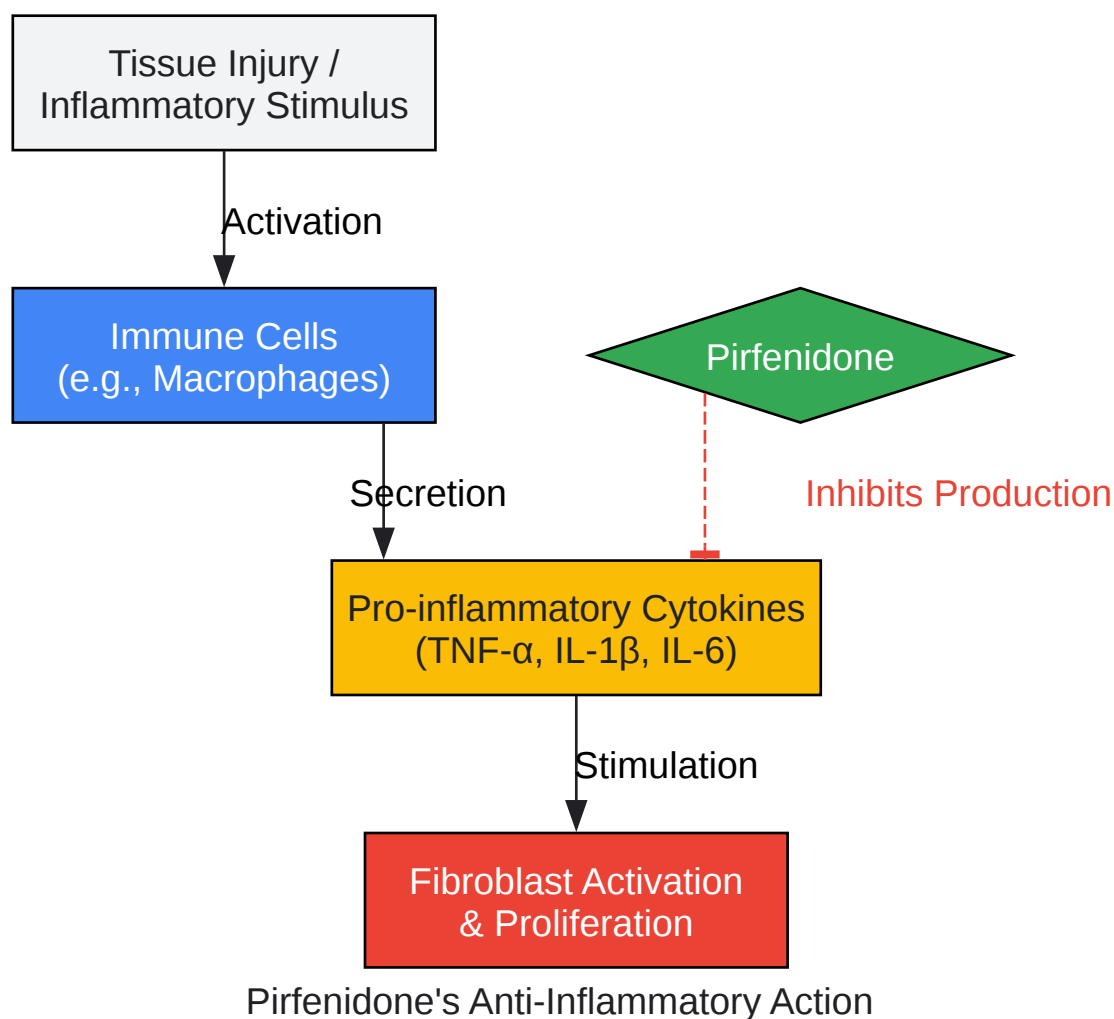 Tissue Injury /
Inflammatory Stimulus
Activation
Immune Cells
(e.g., Macrophages)
Pirfenidone
Secretion
Inhibits Production
Pro-inflammatory Cytokines
(TNF-α, IL-1β, IL-6)
Stimulation
Fibroblast Activation
& Proliferation
Pirfenidone's Anti-Inflammatory Action